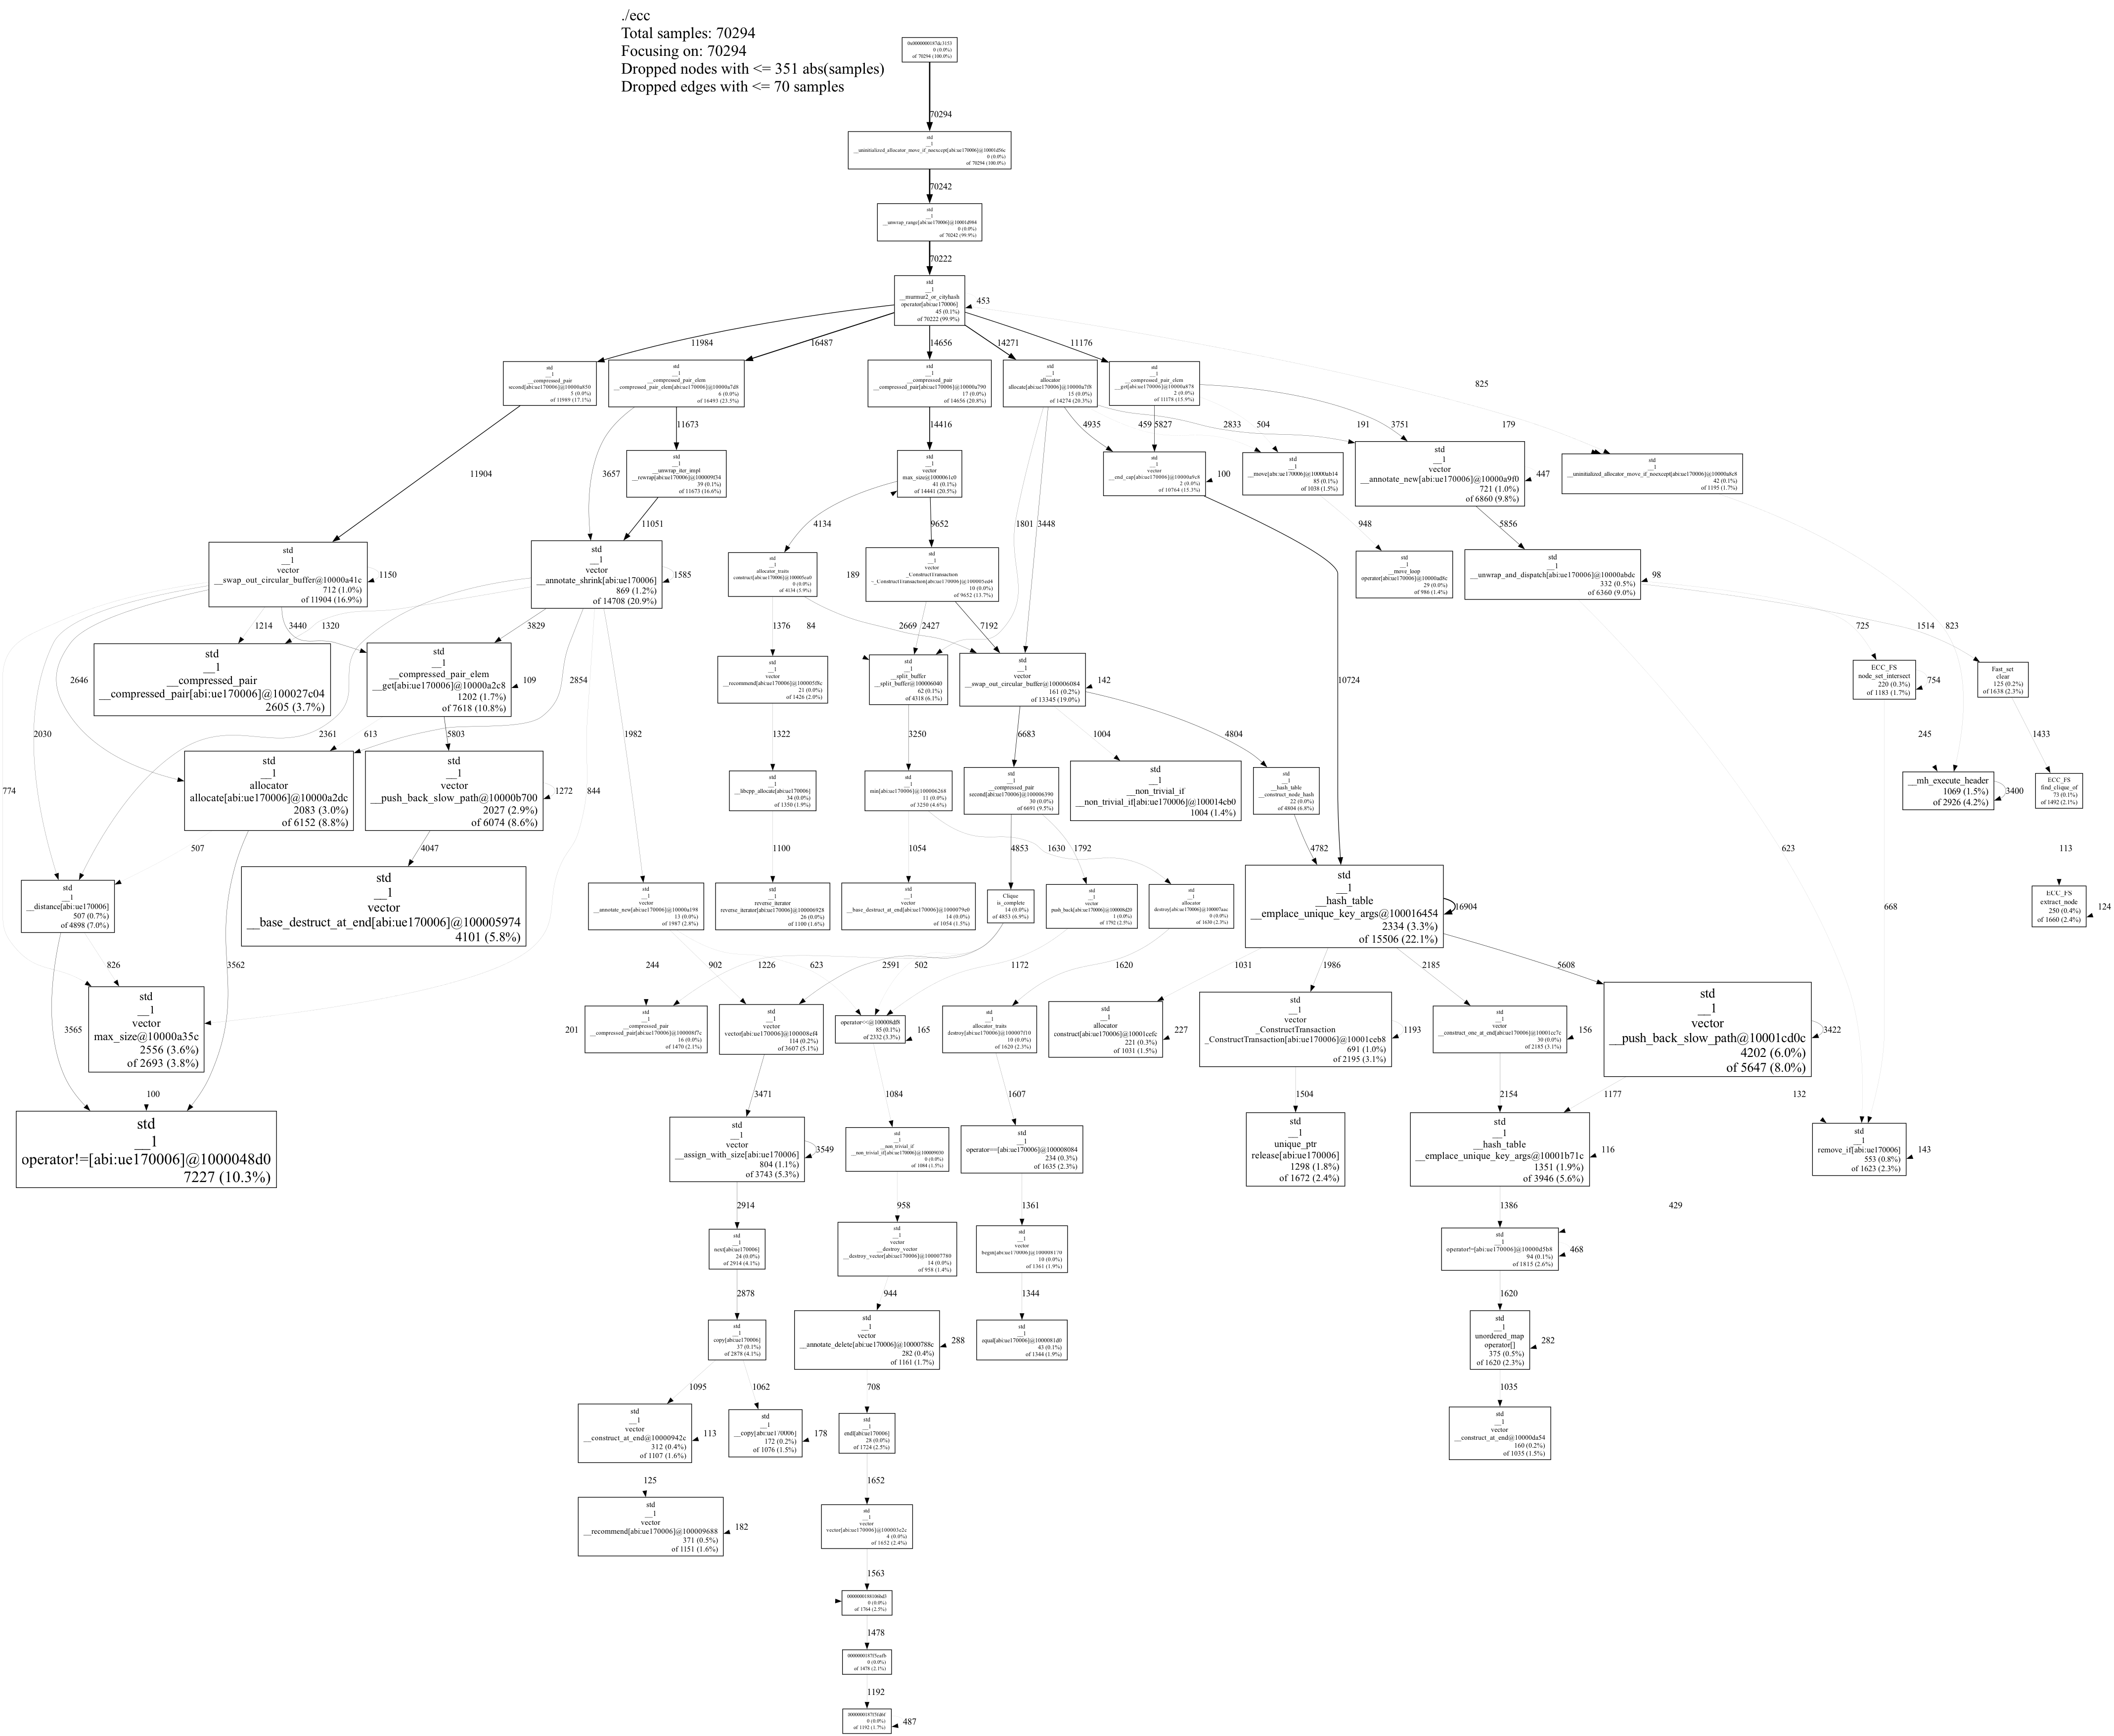 ./ecc
Total samples: 70294
Focusing on: 70294
Dropped nodes with <= 351 abs(samples)
Dropped edges with <= 70 samples
0 (0.0%)
of 70294 (100.0%)
70294
std
__1
__uninitialized_allocator_move_if_noexcept[abi:ue170006]@10001d56c
0 (0.0%)
of 70294 (100.0%)
70242
std
__1
__unwrap_range[abi:ue170006]@10001d984
0 (0.0%)
of 70242 (99.9%)
70222
std
__1
__murmur2_or_cityhash
operator[abi:ue170006]
45 (0.1%)
of 70222 (99.9%)
453
11984
16487
14656
14271
11176
825
std
__1
__compressed_pair
second[abi:ue170006]@10000a850
5 (0.0%)
of 11989 (17.1%)
std
__1
__compressed_pair_elem
__compressed_pair_elem[abi:ue170006]@10000a7d8
6 (0.0%)
of 16493 (23.5%)
std
__1
__compressed_pair
__compressed_pair[abi:ue170006]@10000a790
17 (0.0%)
of 14656 (20.8%)
std
__1
allocator
allocate[abi:ue170006]@10000a7f8
15 (0.0%)
of 14274 (20.3%)
std
__1
__compressed_pair_elem
__get[abi:ue170006]@10000a878
2 (0.0%)
of 11178 (15.9%)
11904
3657
11673
14416
4935
459
5827
504
2833
191
3751
179
std
__1
__unwrap_iter_impl
__rewrap[abi:ue170006]@100009f34
39 (0.1%)
of 11673 (16.6%)
std
__1
vector
max_size@1000061c0
41 (0.1%)
of 14441 (20.5%)
std
__1
vector
__end_cap[abi:ue170006]@10000a9c8
2 (0.0%)
of 10764 (15.3%)
100
std
__1
__move[abi:ue170006]@10000ab14
85 (0.1%)
of 1038 (1.5%)
std
__1
vector
__annotate_new[abi:ue170006]@10000a9f0
721 (1.0%)
of 6860 (9.8%)
447
std
__1
__uninitialized_allocator_move_if_noexcept[abi:ue170006]@10000a8c8
42 (0.1%)
of 1195 (1.7%)
11051
4134
9652
1801
3448
948
5856
std
__1
vector
__swap_out_circular_buffer@10000a41c
712 (1.0%)
of 11904 (16.9%)
1150
std
__1
vector
__annotate_shrink[abi:ue170006]
869 (1.2%)
of 14708 (20.9%)
1585
std
__1
allocator_traits
construct[abi:ue170006]@100005ca0
0 (0.0%)
of 4134 (5.9%)
189
std
__1
vector
_ConstructTransaction
~_ConstructTransaction[abi:ue170006]@100005ed4
10 (0.0%)
of 9652 (13.7%)
std
__1
__move_loop
operator[abi:ue170006]@10000ad8c
29 (0.0%)
of 986 (1.4%)
std
__1
__unwrap_and_dispatch[abi:ue170006]@10000abdc
332 (0.5%)
of 6360 (9.0%)
98
1214
3440
1320
3829
1376
84
2669
2427
7192
725
1514
823
std
__1
__compressed_pair
__compressed_pair[abi:ue170006]@100027c04
2605 (3.7%)
std
__1
__compressed_pair_elem
__get[abi:ue170006]@10000a2c8
1202 (1.7%)
of 7618 (10.8%)
109
std
__1
vector
__recommend[abi:ue170006]@100005f8c
21 (0.0%)
of 1426 (2.0%)
std
__1
__split_buffer
__split_buffer@100006040
62 (0.1%)
of 4318 (6.1%)
std
__1
vector
__swap_out_circular_buffer@100006084
161 (0.2%)
of 13345 (19.0%)
142
10724
ECC_FS
node_set_intersect
220 (0.3%)
of 1183 (1.7%)
754
Fast_set
clear
125 (0.2%)
of 1638 (2.3%)
2646
2854
2030
2361
613
5803
1982
1322
3250
6683
1004
4804
245
1433
std
__1
allocator
allocate[abi:ue170006]@10000a2dc
2083 (3.0%)
of 6152 (8.8%)
std
__1
vector
__push_back_slow_path@10000b700
2027 (2.9%)
of 6074 (8.6%)
1272
774
844
std
__1
__libcpp_allocate[abi:ue170006]
34 (0.0%)
of 1350 (1.9%)
min[abi:ue170006]@100006268
11 (0.0%)
of 3250 (4.6%)
std
__1
__compressed_pair
second[abi:ue170006]@100006390
30 (0.0%)
of 6691 (9.5%)
std
__1
__non_trivial_if
__non_trivial_if[abi:ue170006]@100014cb0
1004 (1.4%)
std
__1
__hash_table
__construct_node_hash
22 (0.0%)
of 4804 (6.8%)
__mh_execute_header
1069 (1.5%)
of 2926 (4.2%)
3400
ECC_FS
find_clique_of
73 (0.1%)
of 1492 (2.1%)
507
4047
1100
1054
1630
4853
1792
4782
623
113
std
__1
__distance[abi:ue170006]
507 (0.7%)
of 4898 (7.0%)
std
__1
vector
__base_destruct_at_end[abi:ue170006]@100005974
4101 (5.8%)
std
__1
vector
__annotate_new[abi:ue170006]@10000a198
13 (0.0%)
of 1987 (2.8%)
std
__1
reverse_iterator
reverse_iterator[abi:ue170006]@100006928
26 (0.0%)
of 1100 (1.6%)
std
__1
vector
__base_destruct_at_end[abi:ue170006]@1000079e0
14 (0.0%)
of 1054 (1.5%)
Clique
is_complete
14 (0.0%)
of 4853 (6.9%)
std
__1
vector
push_back[abi:ue170006]@100008d20
1 (0.0%)
of 1792 (2.5%)
std
__1
allocator
destroy[abi:ue170006]@100007aac
0 (0.0%)
of 1630 (2.3%)
std
__1
__hash_table
__emplace_unique_key_args@100016454
2334 (3.3%)
of 15506 (22.1%)
16904
ECC_FS
extract_node
250 (0.4%)
of 1660 (2.4%)
124
668
826
3562
244
902
1226
623
2591
502
1172
1620
1031
1986
2185
5608
std
__1
vector
max_size@10000a35c
2556 (3.6%)
of 2693 (3.8%)
3565
201
std
__1
__compressed_pair
__compressed_pair[abi:ue170006]@100008f7c
16 (0.0%)
of 1470 (2.1%)
std
__1
vector
vector[abi:ue170006]@100008ef4
114 (0.2%)
of 3607 (5.1%)
operator<=@100008df8
85 (0.1%)
of 2332 (3.3%)
165
std
__1
allocator_traits
destroy[abi:ue170006]@100007f10
10 (0.0%)
of 1620 (2.3%)
std
__1
allocator
construct[abi:ue170006]@10001cefc
221 (0.3%)
of 1031 (1.5%)
227
std
__1
vector
_ConstructTransaction
_ConstructTransaction[abi:ue170006]@10001ceb8
691 (1.0%)
of 2195 (3.1%)
1193
std
__1
vector
__construct_one_at_end[abi:ue170006]@10001cc7c
30 (0.0%)
of 2185 (3.1%)
156
std
__1
vector
__push_back_slow_path@10001cd0c
4202 (6.0%)
of 5647 (8.0%)
3422
100
3471
1084
1607
1504
2154
1177
132
std
__1
operator!=[abi:ue170006]@1000048d0
7227 (10.3%)
std
__1
vector
__assign_with_size[abi:ue170006]
804 (1.1%)
of 3743 (5.3%)
3549
std
__1
__non_trivial_if
__non_trivial_if[abi:ue170006]@100009030
0 (0.0%)
of 1084 (1.5%)
operator==[abi:ue170006]@100008084
234 (0.3%)
of 1635 (2.3%)
std
__1
unique_ptr
release[abi:ue170006]
1298 (1.8%)
of 1672 (2.4%)
std
__1
__hash_table
__emplace_unique_key_args@10001b71c
1351 (1.9%)
of 3946 (5.6%)
116
std
__1
remove_if[abi:ue170006]
553 (0.8%)
of 1623 (2.3%)
143
2914
958
1361
1386
429
std
__1
next[abi:ue170006]
24 (0.0%)
of 2914 (4.1%)
std
__1
vector
__destroy_vector
__destroy_vector[abi:ue170006]@100007780
14 (0.0%)
of 958 (1.4%)
std
__1
vector
begin[abi:ue170006]@100008170
10 (0.0%)
of 1361 (1.9%)
std
__1
operator!=[abi:ue170006]@10000d5b8
94 (0.1%)
of 1815 (2.6%)
468
2878
944
1344
1620
std
__1
copy[abi:ue170006]
37 (0.1%)
of 2878 (4.1%)
std
__1
vector
__annotate_delete[abi:ue170006]@10000788c
282 (0.4%)
of 1161 (1.7%)
288
std
__1
equal[abi:ue170006]@1000081d0
43 (0.1%)
of 1344 (1.9%)
std
__1
unordered_map
operator[]
375 (0.5%)
of 1620 (2.3%)
282
1095
1062
708
1035
std
__1
vector
__construct_at_end@10000942c
312 (0.4%)
of 1107 (1.6%)
113
std
__1
__copy[abi:ue170006]
172 (0.2%)
of 1076 (1.5%)
178
std
__1
end[abi:ue170006]
28 (0.0%)
of 1724 (2.5%)
std
__1
vector
__construct_at_end@10000da54
160 (0.2%)
of 1035 (1.5%)
125
1652
std
__1
vector
__recommend[abi:ue170006]@100009688
371 (0.5%)
of 1151 (1.6%)
182
std
__1
vector
vector[abi:ue170006]@100003e2c
4 (0.0%)
of 1652 (2.4%)
1563
0 (0.0%)
of 1764 (2.5%)
1478
0 (0.0%)
of 1478 (2.1%)
1192
0 (0.0%)
of 1192 (1.7%)
487